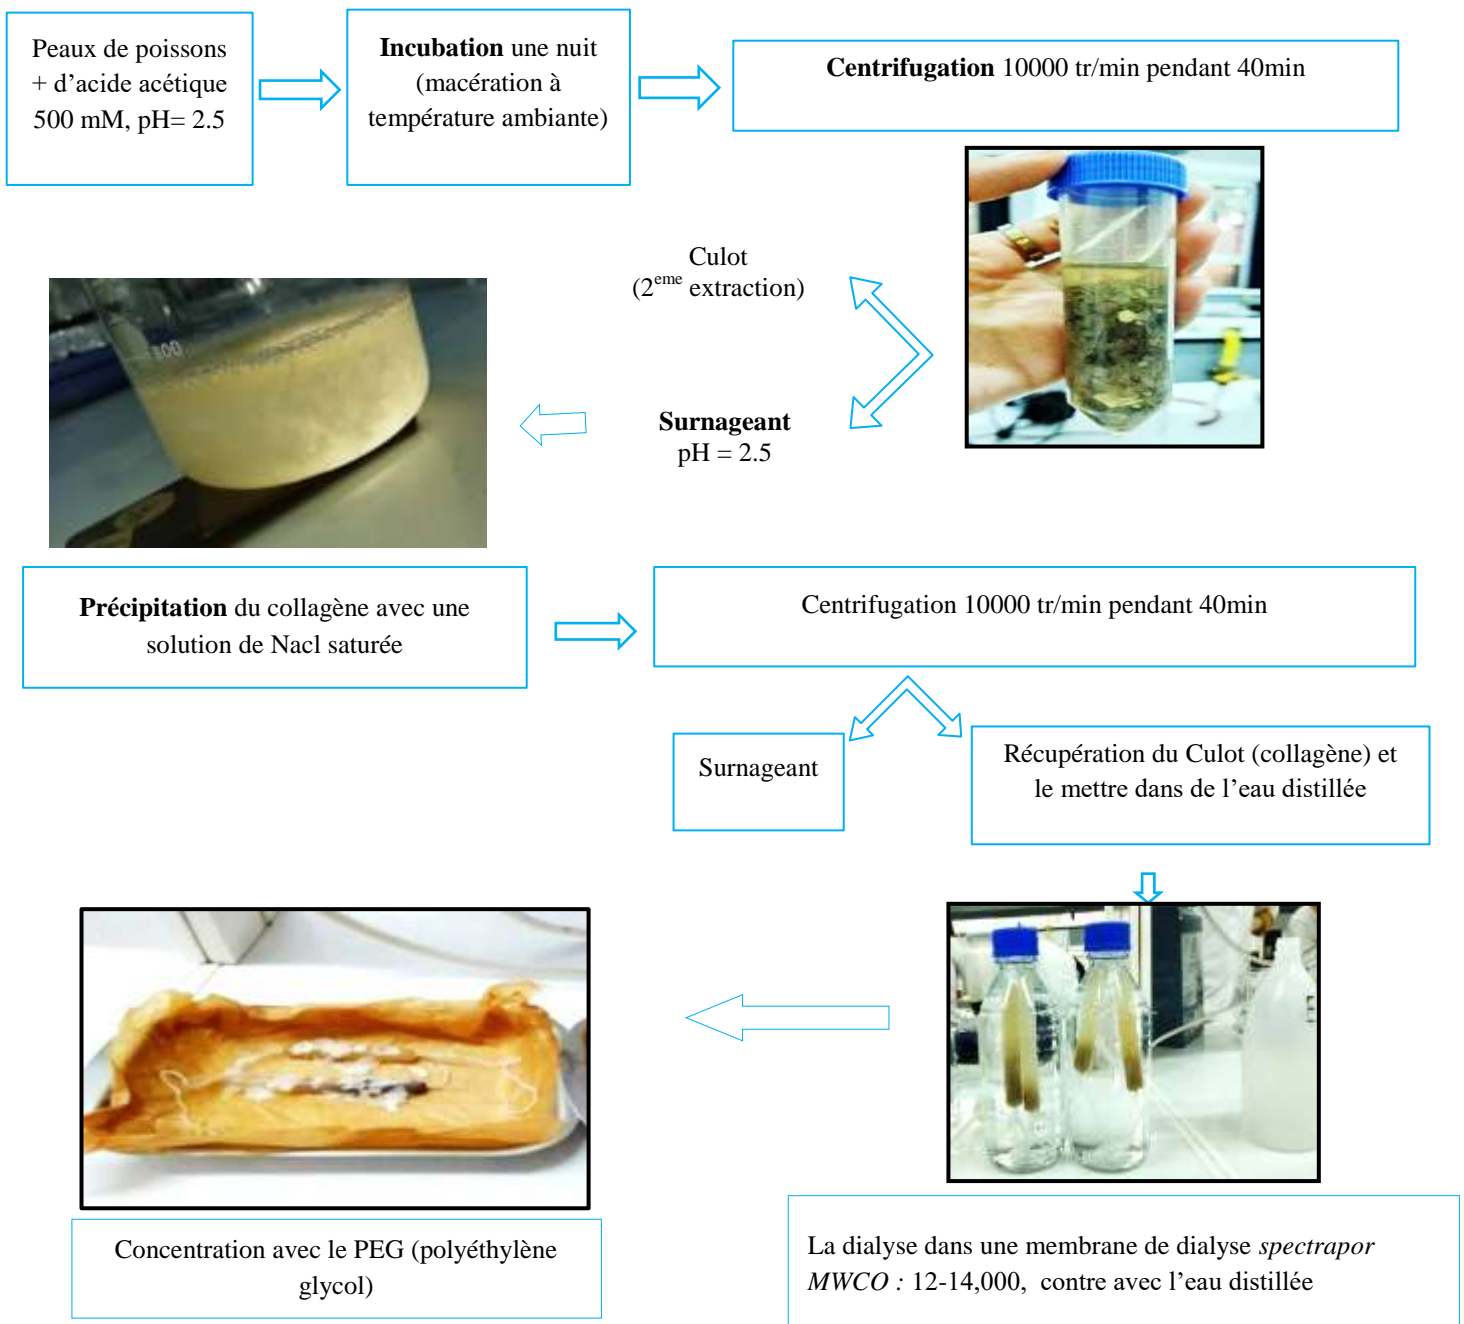 Peaux de poissons
+ d'acide acétique
500 mM, pH= 2.5
Incubation une nuit
(macération à
température ambiante)
Centrifugation 10000 tr/min pendant 40min
Culot
(2eme extraction)
Surnageant
pH = 2.5
Précipitation du collagène avec une
solution de Nacl saturée
Centrifugation 10000 tr/min pendant 40min
Surnageant
Récupération du Culot (collagène) et
le mettre dans de l'eau distillée
Concentration avec le PEG (polyéthylène
glycol)
La dialyse dans une membrane de dialyse spectrapor
MWCO : 12-14,000, contre avec l'eau distillée